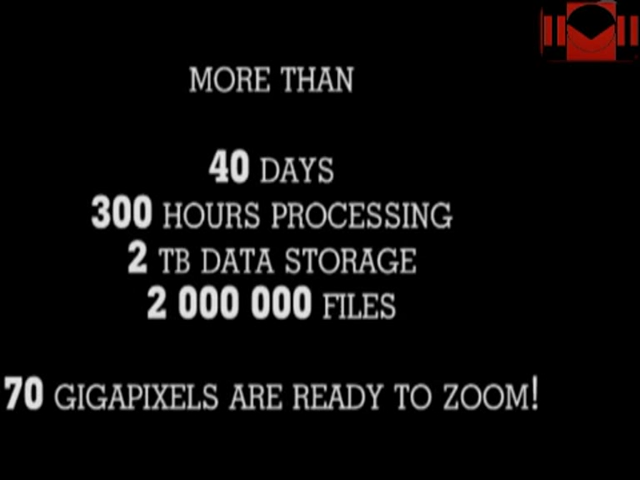 MORE THAN
40 DAYS
300 HOURS PROCESSING
2 TB DATA STORAGE
2 000 000 FILES
70 GIGAPIXELS ARE READY TO ZOOM!